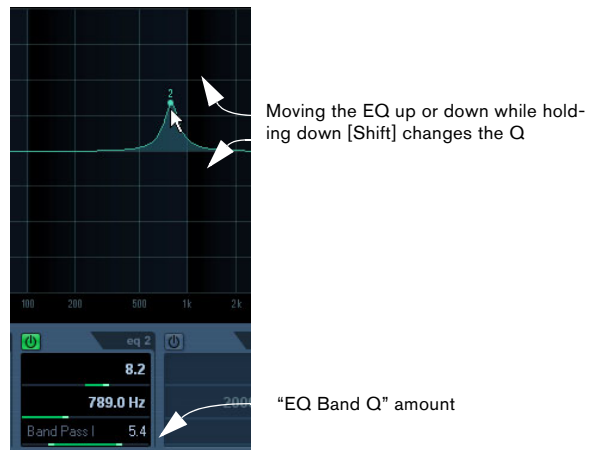 2
Moving the EQ up or down while hold-
ing down [Shift] changes the Q
100 200 500 1k 2k
eq 2
8.2
789.0 Hz
Band Pass I 5.4
“EQ Band Q” amount